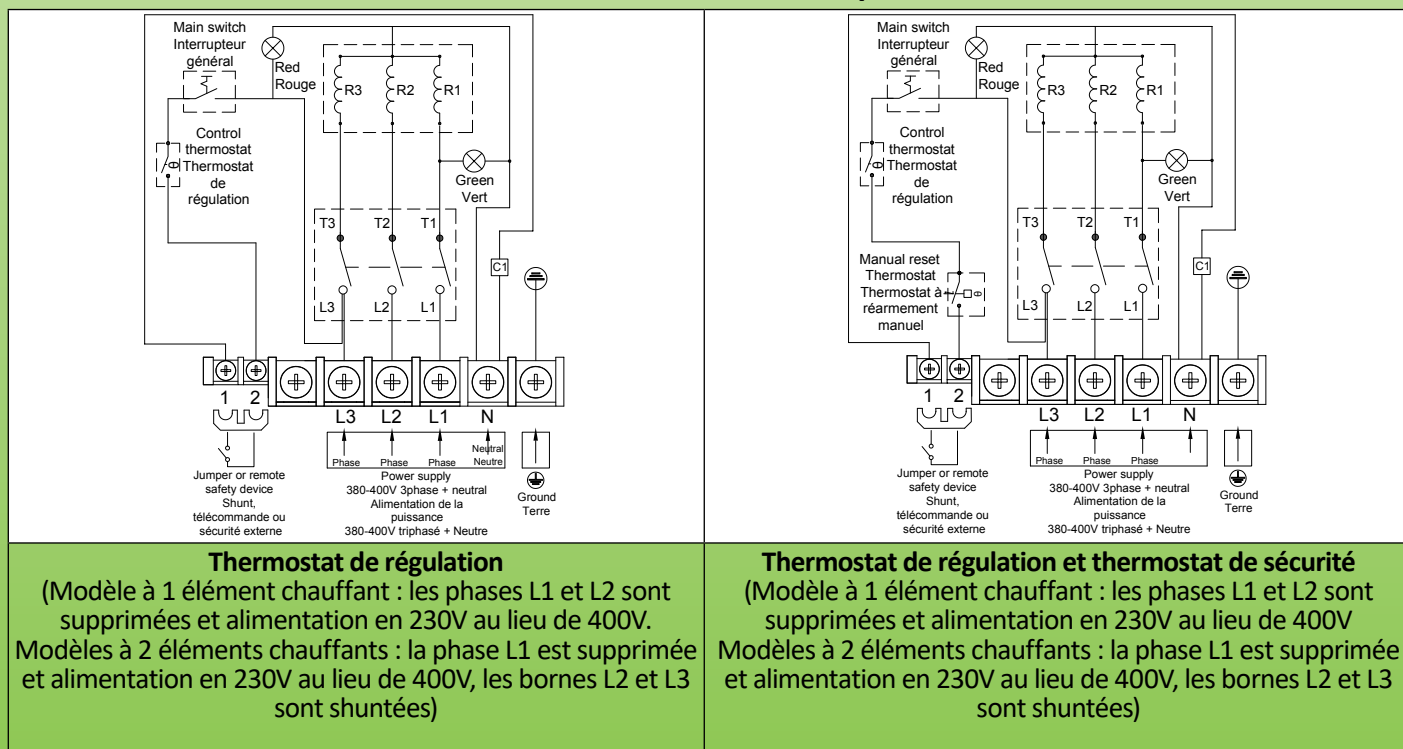 Main switch
Interrupteur
général
Red
Rouge
R3
R2
R1
Control
thermostat
Thermostat
de
régulation
θ
Green
Vert
T3
T2
T1
C1
L3
L2
L1
1
2
L3
L2
L1
N
Neutral
Phase
Phase
Phase
Neutre
Jumper or remote
safety device
Shunt,
télécommande ou
sécurité externe
Power supply
380-400V 3phase + neutral
Alimentation de la
puissance
380-400V triphasé + Neutre
Ground
Terre
Main switch
Interrupteur
général
Red
Rouge
R3
R2
R1
Control
thermostat
Thermostat
de
régulation
θ
Green
Vert
T3
T2
T1
Manual reset
Thermostat
Thermostat à
réarmement
manuel
θ
C1
L3
L2
L1
1
2
L3
L2
L1
N
Phase
Phase
Phase
Jumper or remote
safety device
Shunt,
télécommande ou
sécurité externe
Power supply
380-400V 3phase + neutral
Alimentation de la
puissance
380-400V triphasé + Neutre
Ground
Terre
Thermostat de régulation
(Modèle à 1 élément chauffant : les phases L1 et L2 sont
supprimées et alimentation en 230V au lieu de 400V.
Modèles à 2 éléments chauffants : la phase L1 est supprimée
et alimentation en 230V au lieu de 400V, les bornes L2 et L3
sont shuntées)
Thermostat de régulation et thermostat de sécurité
(Modèle à 1 élément chauffant : les phases L1 et L2 sont
supprimées et alimentation en 230V au lieu de 400V
Modèles à 2 éléments chauffants : la phase L1 est supprimée
et alimentation en 230V au lieu de 400V, les bornes L2 et L3
sont shuntées)